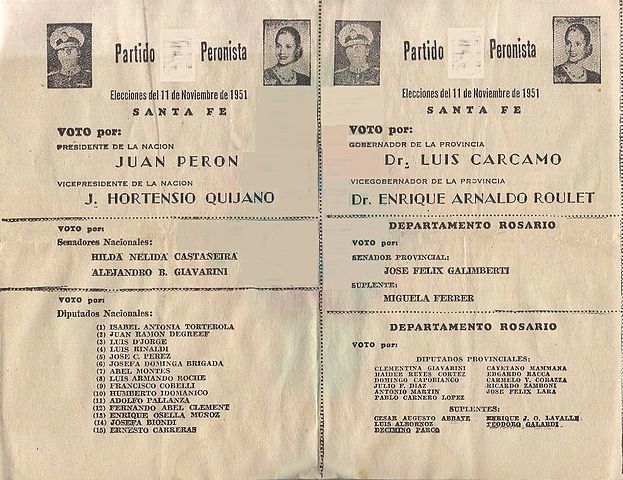 Partido Peronista
Elecciones del 11 de Noviembre de 1951
SANTA FE
VOTO por:
PRESIDENTE DE LA NACION
JUAN PERON
VICEPRESIDENTE DE LA NACION
J. HORTENSIO QUIJANO
VOTO por:
Senadores Nacionales:
HILDA NELIDA CASTAÑEIRA
ALEJANDRO B. GIAVARINI
VOTO por:
Diputados Nacionales:
(1) ISABEL ANTONIA TORTEROLA
(2) JUAN RAMON DEGREEF
(3) LUIS D'JORGE
(4) LUIS RINALDI
(5) JOSE C. PEREZ
(6) JOSEFA DOMINGA BRIGADA
(7) ABEL MONTES
(8) LUIS ARMANDO ROCHE
(9) FRANCISCO COBELLI
(10) HUMBERTO IDOMANICO
(11) ADOLFO PALLANZA
(12) FERNANDO ABEL CLEMENT
(13) ENRIQUE OSELLA MUÑOZ
(14) JOSEFA BIONDI
(15) ERNESTO CARRERAS
Partido Peronista
Elecciones del 11 de Noviembre de 1951
SANTA FE
VOTO por:
GOBERNADOR DE LA PROVINCIA
Dr. LUIS CARCAMO
VICEGOBERNADOR DE LA PROVINCIA
Dr. ENRIQUE ARNALDO ROULET
DEPARTAMENTO ROSARIO
VOTO por:
SENADOR PROVINCIAL:
JOSE FELIX GALIMBERTI
SUPLENTE:
MIGUELA FERRER
DEPARTAMENTO ROSARIO
VOTO por:
DIPUTADOS PROVINCIALES:
CLEMENTINA GIAVARINI
HAIDEE REYES CORTEZ
DOMINGO CAPOBIANCO
JULIO F. DIAZ
ANTONIO MARTIN
PABLO CARNERO LOPEZ
CAYETANO MAMMANA
EDGARDO RACCA
CARMELO V. CORAZZA
RICARDO ZAMBONI
JOSE FELIX LARA
SUPLENTES:
CESAR AUGUSTO ABBATE
LUIS ALBORNOZ
DECIMINO PARCO
ENRIQUE J. O. LAVALLE
TEODORO GALARDI